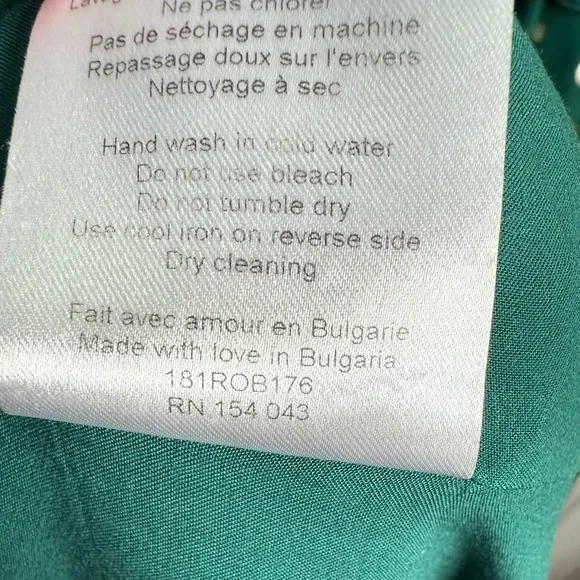 Ne pas chlorer
Pas de séchage en machine
Repassage doux sur l'envers
Nettoyage à sec
Hand wash in cold water
Do not use bleach
Do not tumble dry
Use cool iron on reverse side
Dry cleaning
Fait avec amour en Bulgarie
Made with love in Bulgaria
181ROB176
RN 154 043